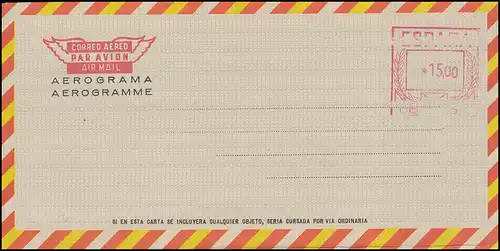 CORREO AEREO
PAR AVION
AIR MAIL
ESPAÑA
*15,00
AEROGRAMA
AEROGRAMME
SI EN ESTA CARTA SE INCLUYERA CUALQUIER OBJETO, SERIA CURSADA POR VIA ORDINARIA